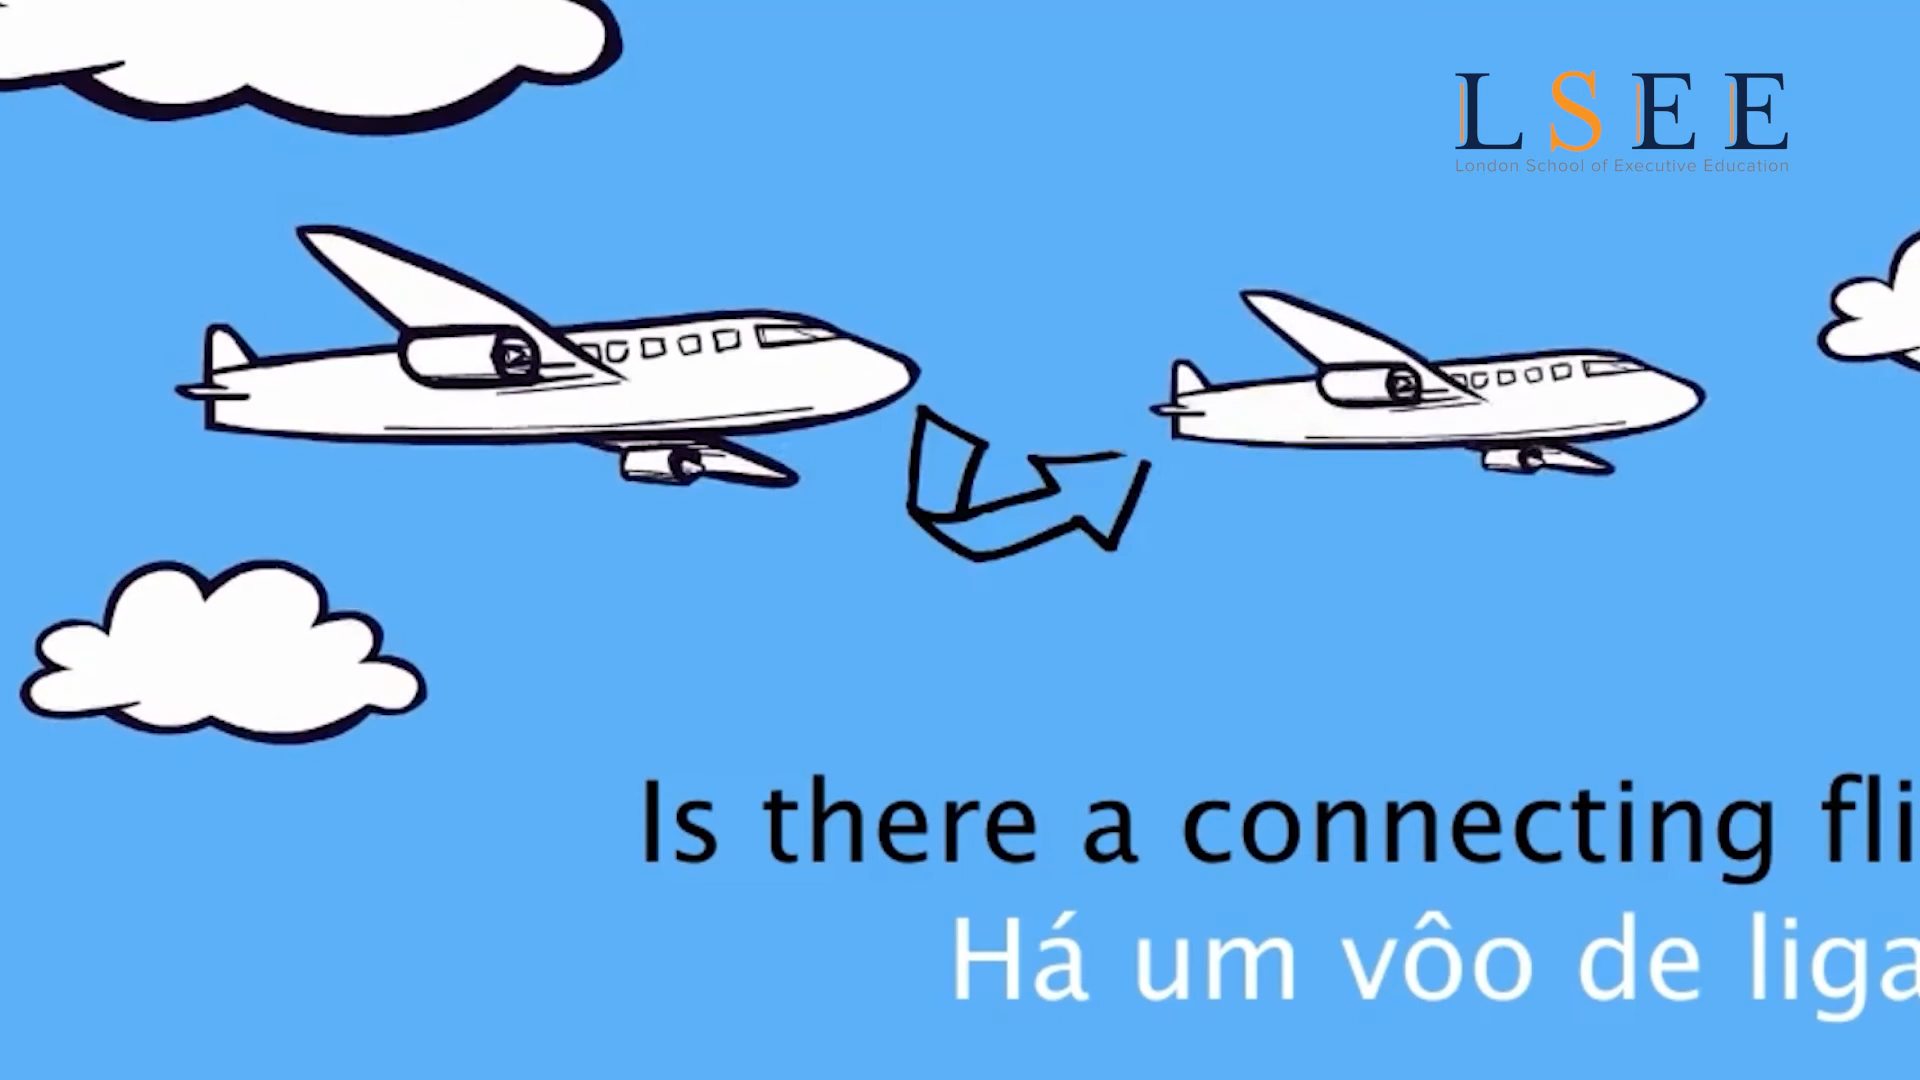 LSEE
London School of Executive Education
Is there a connecting fli
Há um vôo de liga